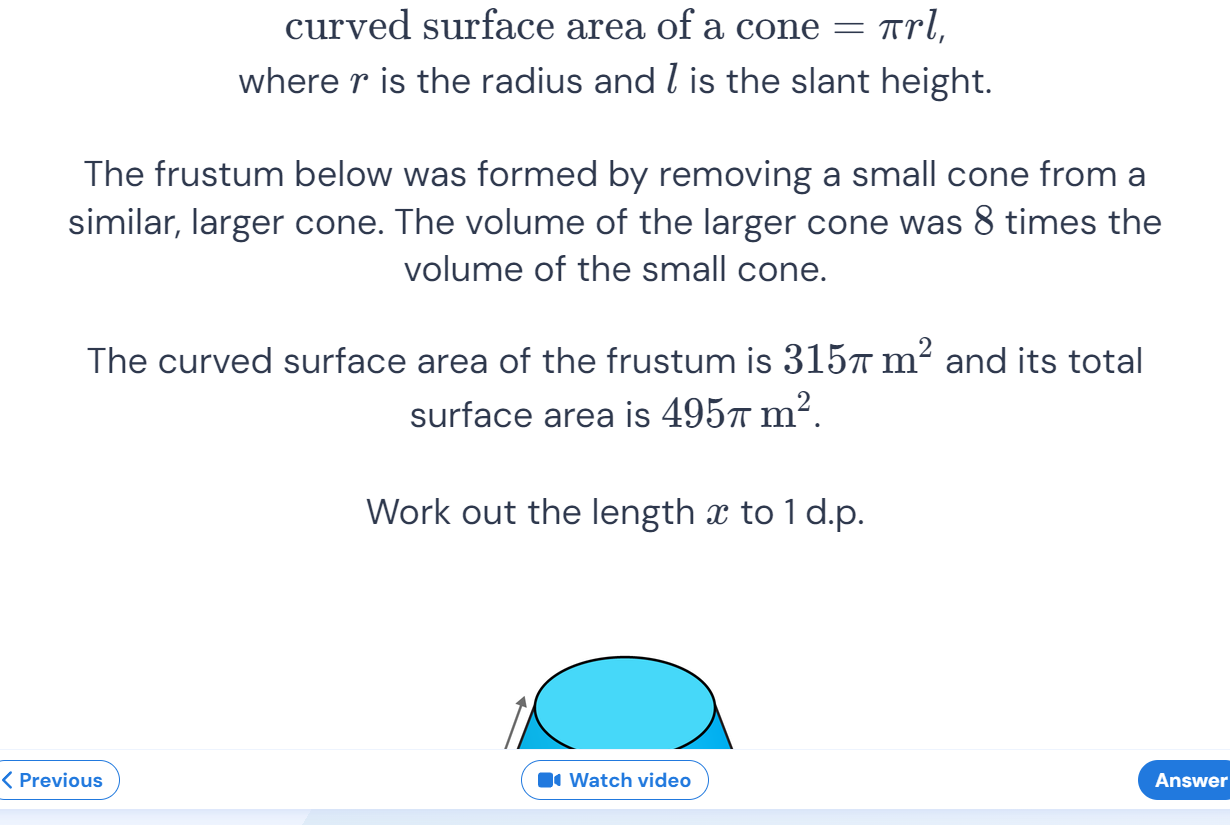 curved surface area of a cone = πrl,
where r is the radius and l is the slant height.
The frustum below was formed by removing a small cone from a
similar, larger cone. The volume of the larger cone was 8 times the
volume of the small cone.
The curved surface area of the frustum is 315π m² and its total
surface area is 495π m².
Work out the length x to 1 d.p.
< Previous
Watch video
Answer